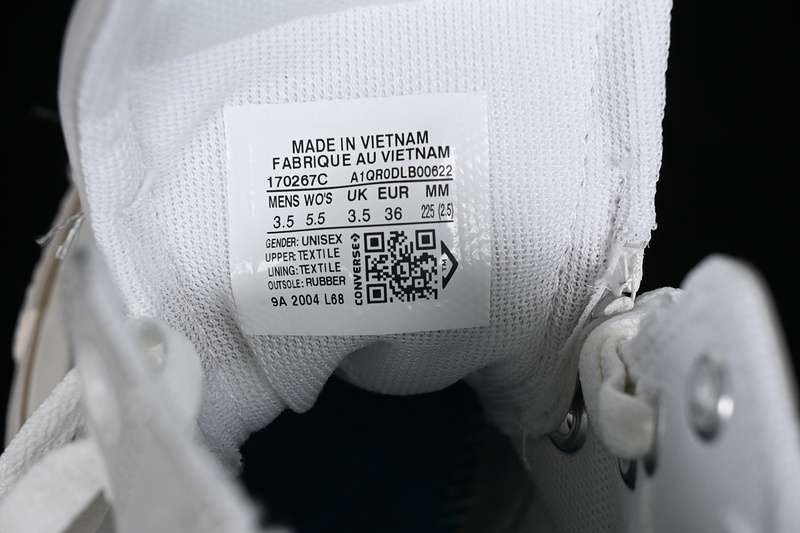 MADE IN VIETNAM
FABRIQUE AU VIETNAM
170267C A1QR0DLB00622
MENS WO'S UK EUR MM
3.5 5.5 3.5 36 225 (2.5)
GENDER: UNISEX
UPPER: TEXTILE
LINING: TEXTILE
OUTSOLE: RUBBER
9A 2004 L68
CONVERSE
TM